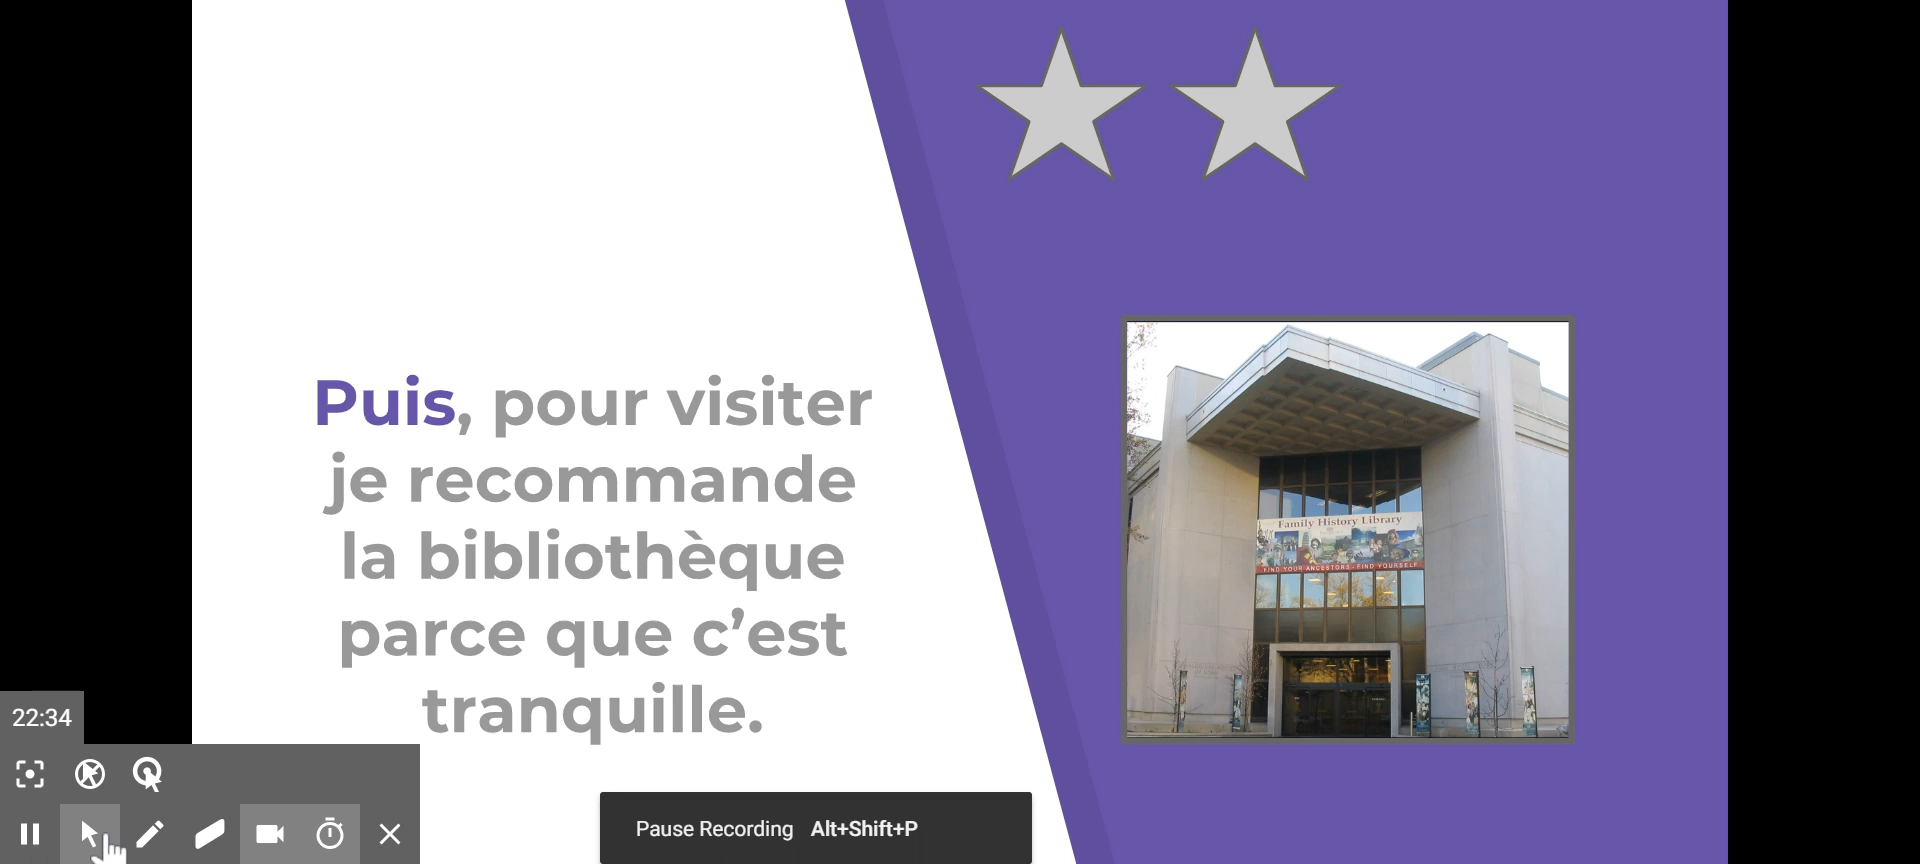 Puis, pour visiter
je recommande
la bibliothèque
parce que c’est
tranquille.
Family History Library
FIND YOUR ANCESTORS - FIND YOURSELF
22:34
Pause Recording Alt+Shift+P